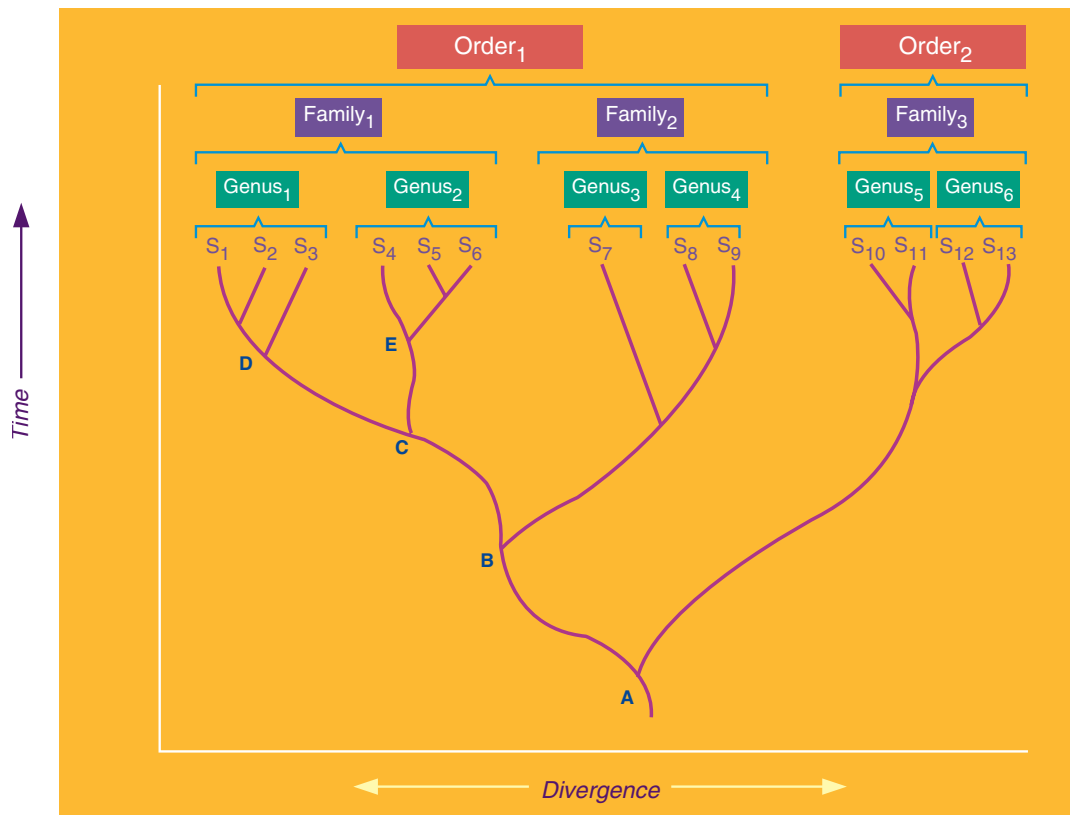 Order₁ Order₂
Family₁ Family₂ Family₃
Genus₁ Genus₂ Genus₃ Genus₄ Genus₅ Genus₆
S₁ S₂ S₃ S₄ S₅ S₆ S₇ S₈ S₉ S₁₀ S₁₁ S₁₂ S₁₃
E
D
Time
C
B
A
Divergence